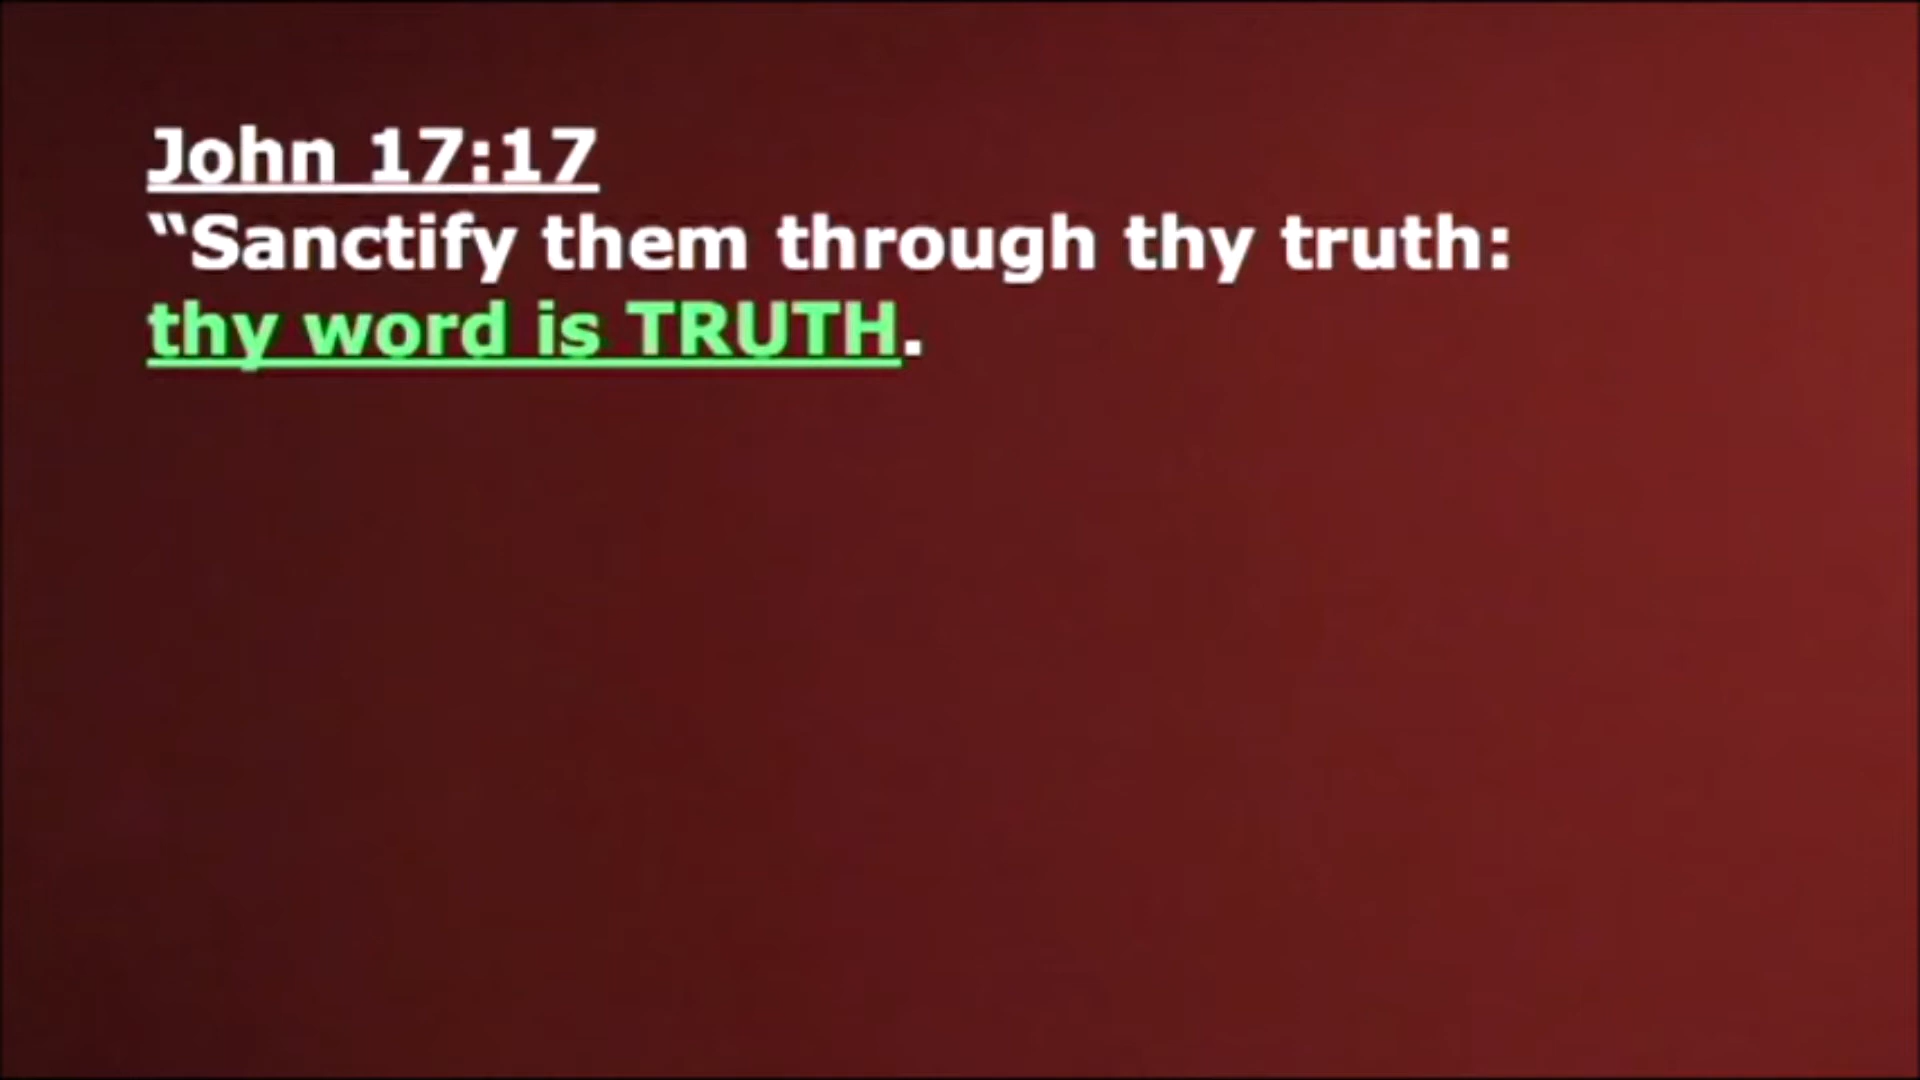 John 17:17
“Sanctify them through thy truth:
thy word is TRUTH.